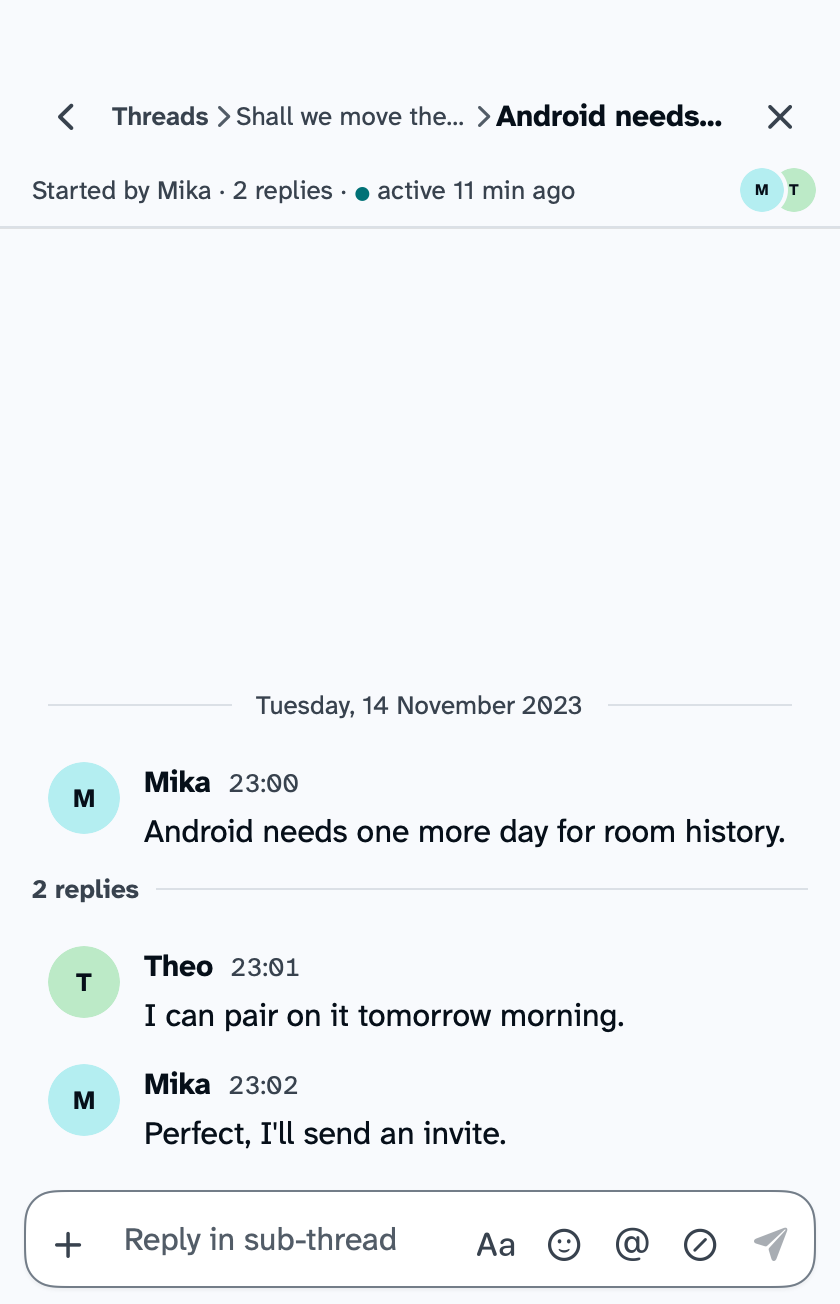 Threads > Shall we move the... > Android needs...
Started by Mika · 2 replies · active 11 min ago
M T
Tuesday, 14 November 2023
M
Mika 23:00
Android needs one more day for room history.
2 replies
T
Theo 23:01
I can pair on it tomorrow morning.
M
Mika 23:02
Perfect, I'll send an invite.
Reply in sub-thread Aa @